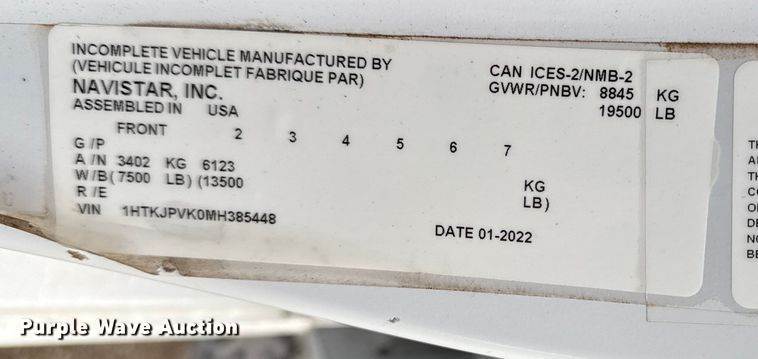 INCOMPLETE VEHICLE MANUFACTURED BY
(VEHICULE INCOMPLET FABRIQUE PAR)
NAVISTAR, INC.
ASSEMBLED IN USA
CAN ICES-2/NMB-2
GVWR/PNBV: 8845 KG
19500 LB
FRONT 2 3 4 5 6 7
G /P
A /N 3402 KG 6123 KG
W/B( 7500 LB) (13500 LB)
R /E
VIN 1HTKJPVK0MH385448
DATE 01-2022
Purple Wave Auction